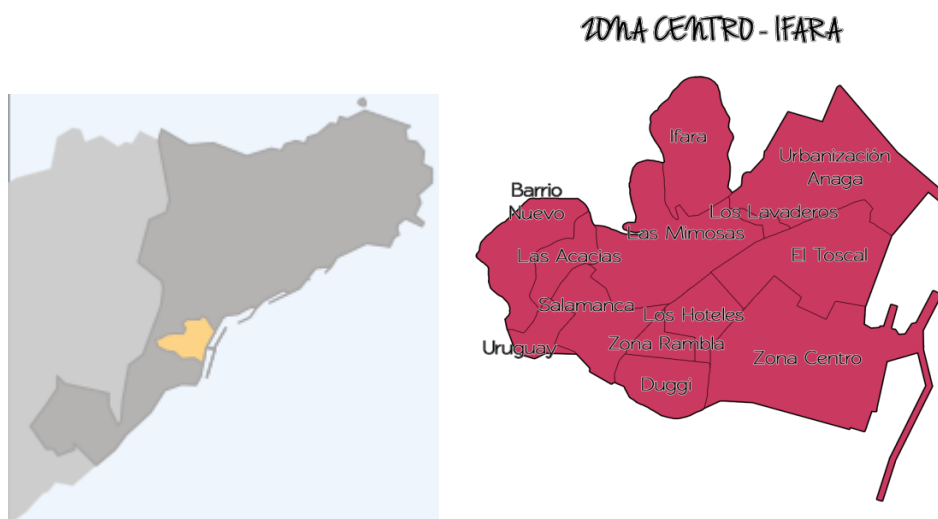 ZONA CENTRO - IFARA
Ifara
Urbanización
Anaga
Barrio
Nuevo
Los Lavaderos
Las Mimosas
Las Acacias
El Toscal
Salamanca
Los Hoteles
Uruguay
Zona Rambla
Zona Centro
Duggi